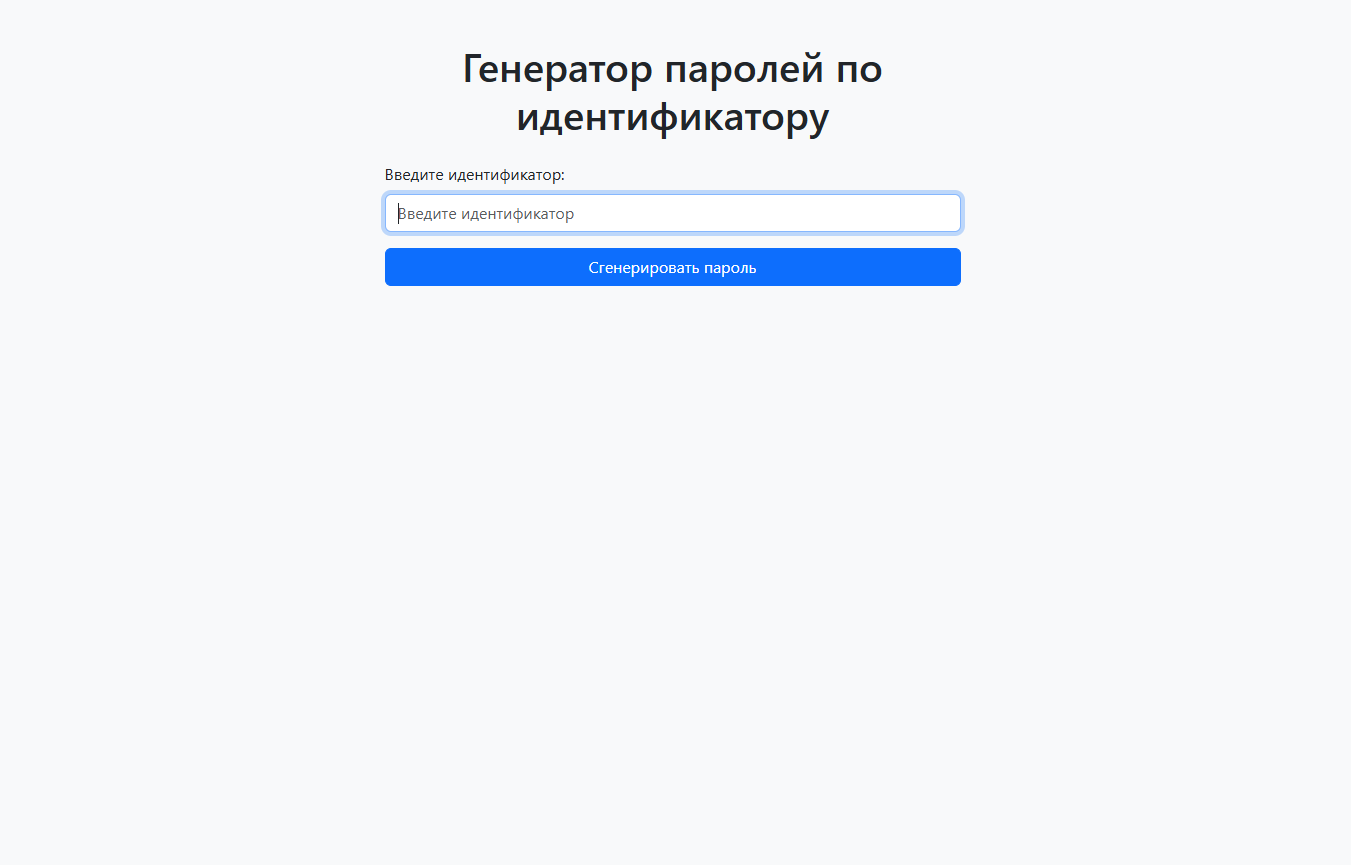 Генератор паролей по
идентификатору
Введите идентификатор:
Введите идентификатор
Сгенерировать пароль